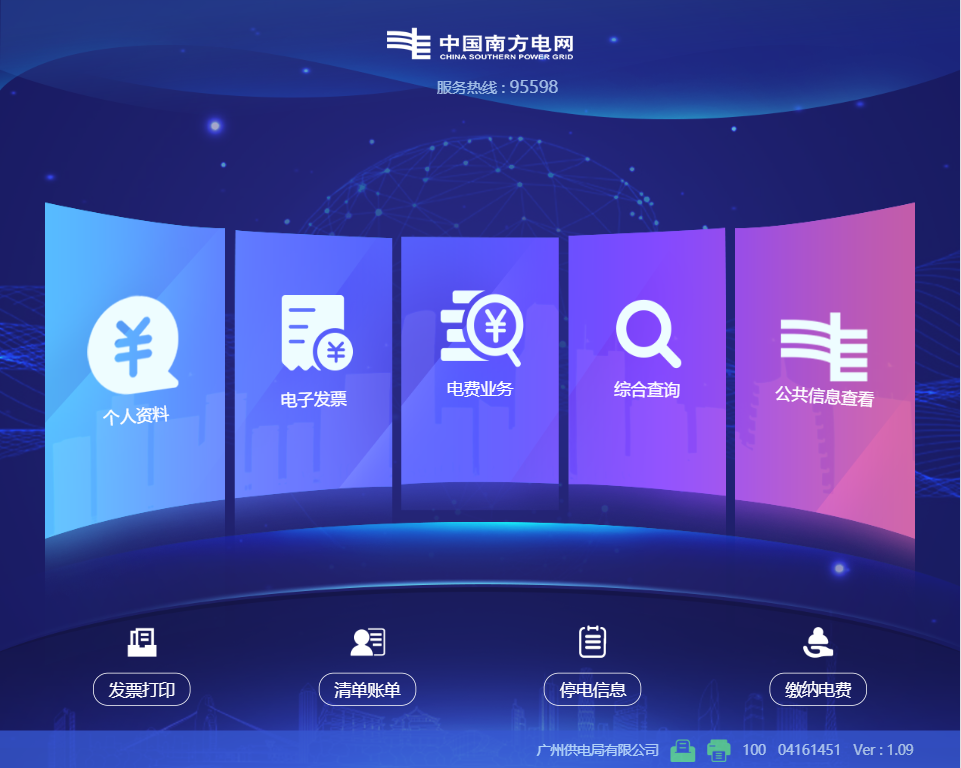 中国南方电网
CHINA SOUTHERN POWER GRID
服务热线 : 95598
个人资料
电子发票
电费业务
综合查询
公共信息查看
发票打印
清单账单
停电信息
缴纳电费
广州供电局有限公司 100 04161451 Ver : 1.09